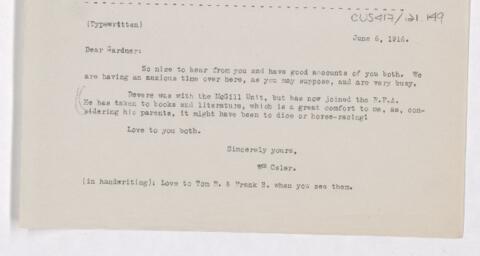 CUS417/121.149
(Typewritten)
June 6, 1916.
Dear Gardner:
So nice to hear from you and have good accounts of you both. We
are having an anxious time over here, as you may suppose, and are very busy.
Revere was with the McGill Unit, but has now joined the R.F.A.
He has taken to books and literature, which is a great comfort to me, as, con-
sidering his parents, it might have been to dice or horse-racing!
Love to you both.
Sincerely yours,
Wm Osler.
(in handwriting): Love to Tom B. & Frank B. when you see them.